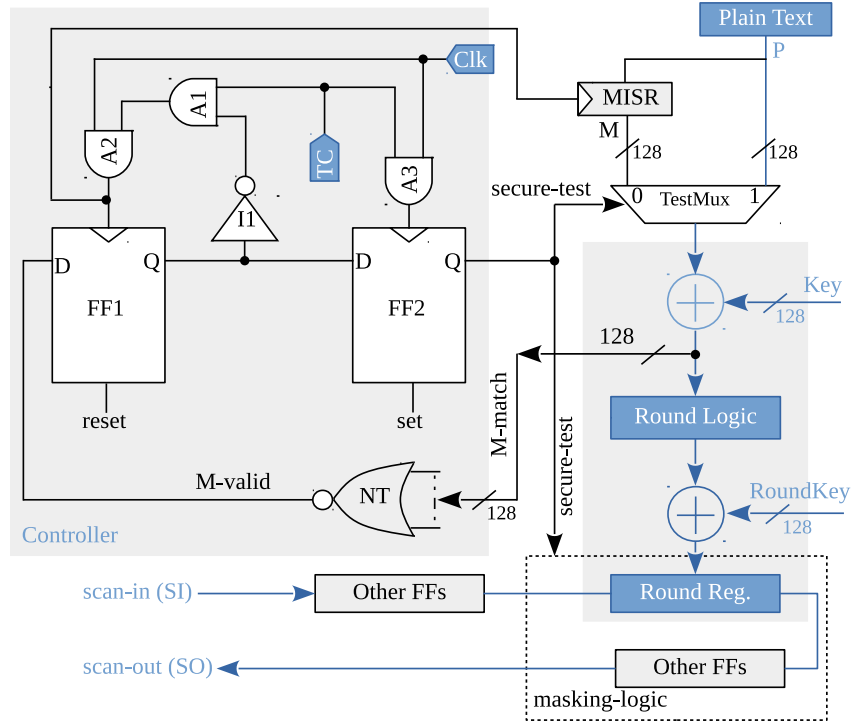 Plain Text
P
Clk
A1
MISR
A2
TC
A3
M
128
128
secure-test
0
TestMux
1
I1
D
Q
D
Q
Key
128
FF1
FF2
128
reset
set
M-match
Round Logic
secure-test
M-valid
NT
128
RoundKey
128
Controller
scan-in (SI)
Other FFs
Round Reg.
scan-out (SO)
Other FFs
masking-logic